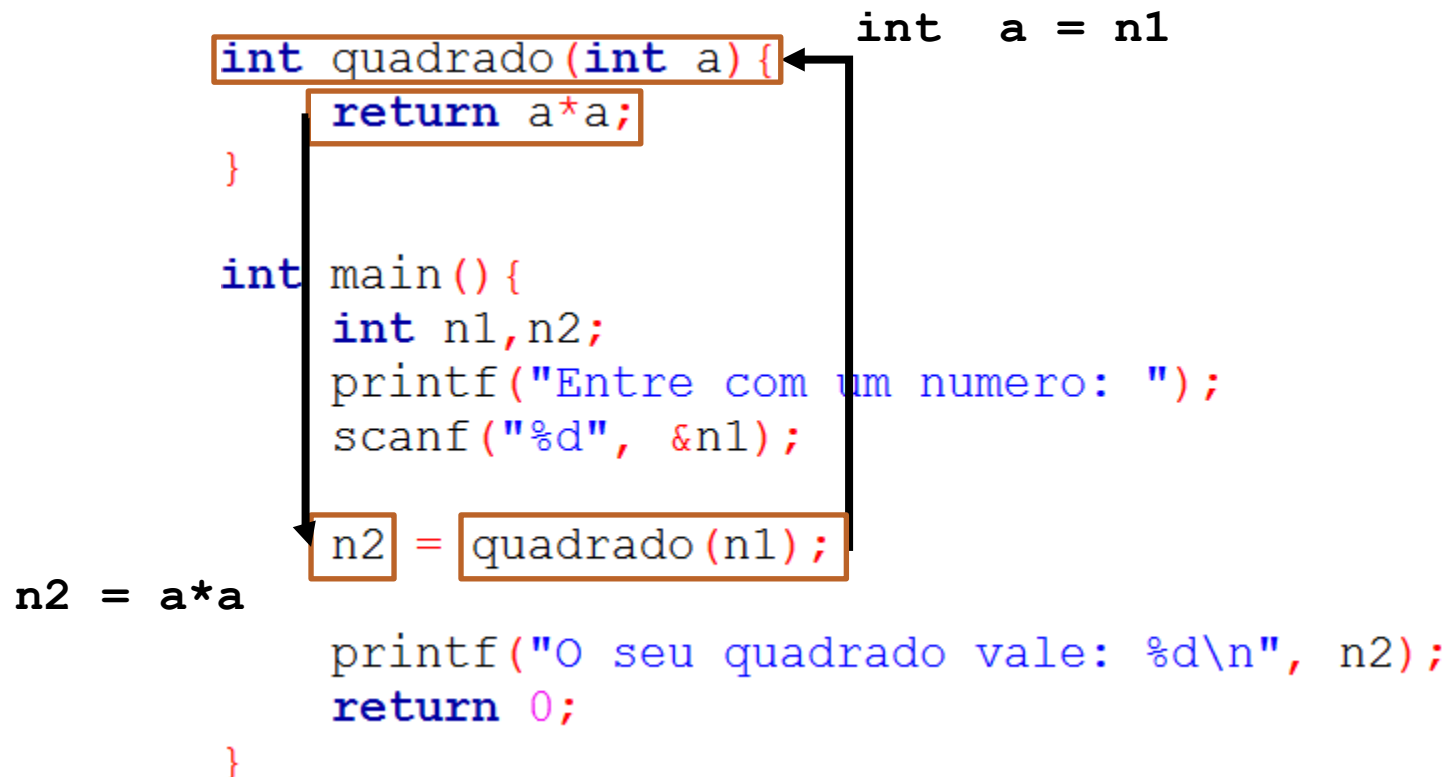 int a = n1
int quadrado(int a){
return a*a;
}
int main(){
int n1,n2;
printf("Entre com um numero: ");
scanf("%d", &n1);
n2 = quadrado(n1);
n2 = a*a
printf("O seu quadrado vale: %d\n", n2);
return 0;
}